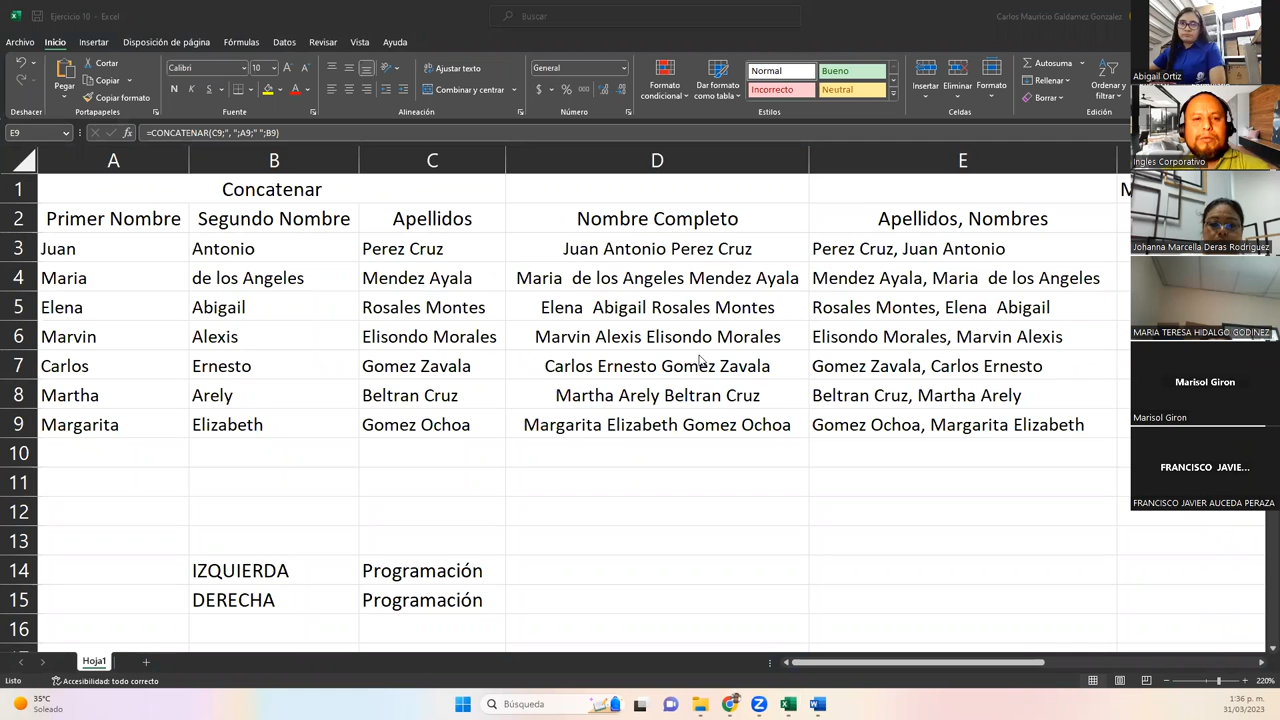 Ejercicio 18 - Excel
Buscar
Carlos Mauricio Galdamez Gonzalez
Archivo Inicio Insertar Disposición de página Fórmulas Datos Revisar Vista Ayuda
Pegar
Cortar
Copiar
Copiar formato
Portapapeles
Calibri 10
N K S
Fuente
Ajustar texto
Combinar y centrar
Alineación
General
$ % 000
Número
Formato condicional
Dar formato como tabla
Normal Bueno
Incorrecto Neutral
Estilos
Insertar Eliminar Formato
Celdas
Autosuma
Rellenar
Borrar
Ordenar y filtrar
E9 fx =CONCATENAR(C9;", ";A9;" ";B9)
A B C D E
1 Concatenar
2 Primer Nombre Segundo Nombre Apellidos Nombre Completo Apellidos, Nombres
3 Juan Antonio Perez Cruz Juan Antonio Perez Cruz Perez Cruz, Juan Antonio
4 Maria de los Angeles Mendez Ayala Maria  de los Angeles Mendez Ayala Mendez Ayala, Maria  de los Angeles
5 Elena Abigail Rosales Montes Elena  Abigail Rosales Montes Rosales Montes, Elena  Abigail
6 Marvin Alexis Elisondo Morales Marvin Alexis Elisondo Morales Elisondo Morales, Marvin Alexis
7 Carlos Ernesto Gomez Zavala Carlos Ernesto Gomez Zavala Gomez Zavala, Carlos Ernesto
8 Martha Arely Beltran Cruz Martha Arely Beltran Cruz Beltran Cruz, Martha Arely
9 Margarita Elizabeth Gomez Ochoa Margarita Elizabeth Gomez Ochoa Gomez Ochoa, Margarita Elizabeth
10
11
12
13
14 IZQUIERDA Programación
15 DERECHA Programación
16
Hoja1
Listo
Accesibilidad: todo correcto
220%
35°C
Soleado
Búsqueda
1:36 p. m.
31/03/2023
Abigail Ortiz
Ingles Corporativo
Johanna Marcella Deras Rodriguez
MARIA TERESA HIDALGO GODINEZ
Marisol Giron
Marisol Giron
FRANCISCO JAVIE...
FRANCISCO JAVIER AUCEDA PERAZA